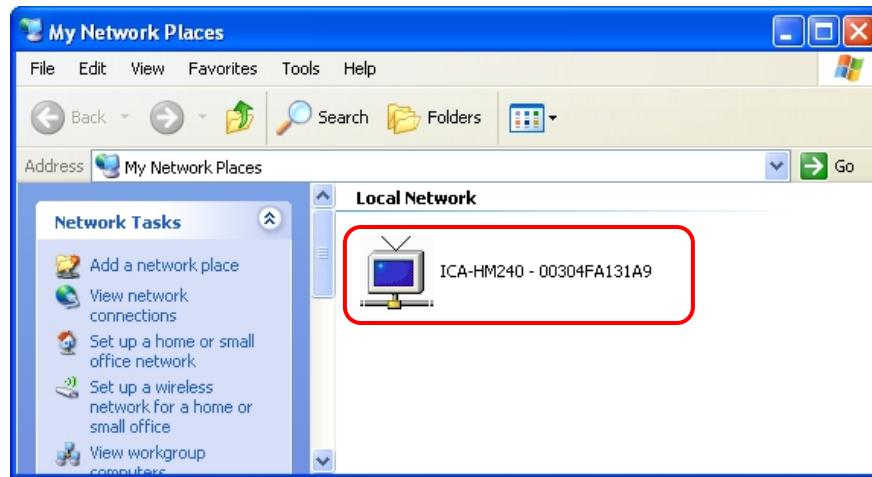 My Network Places
File Edit View Favorites Tools Help
Back Search Folders
Address My Network Places Go
Network Tasks
Add a network place
View network
connections
Set up a home or small
office network
Set up a wireless
network for a home or
small office
View workgroup
computers
Local Network
ICA-HM240 - 00304FA131A9